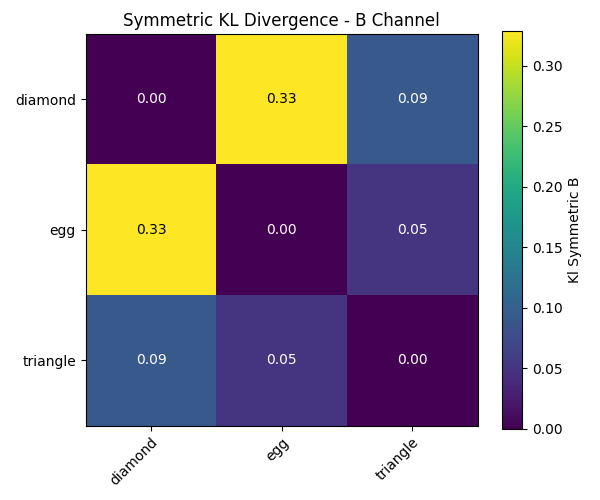 Symmetric KL Divergence - B Channel
diamond 0.00 0.33 0.09
egg 0.33 0.00 0.05
triangle 0.09 0.05 0.00
diamond egg triangle
0.30
0.25
0.20
0.15
0.10
0.05
0.00
Kl Symmetric B